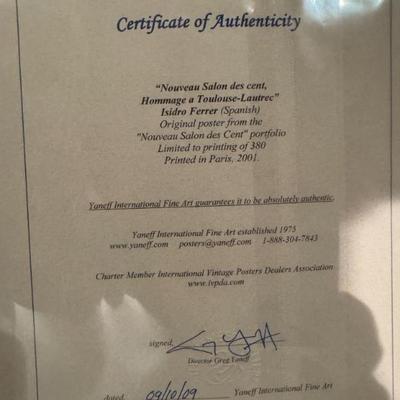 Certificate of Authenticity
"Nouveau Salon des cent,
Hommage a Toulouse-Lautrec"
Isidro Ferrer (Spanish)
Original poster from the
"Nouveau Salon des Cent" portfolio
Limited to printing of 380
Printed in Paris, 2001.
Yaneff International Fine Art guarantees it to be absolutely authentic.
Yaneff International Fine Art established 1975
www.yaneff.com posters@yaneff.com 1-888-304-7843
Charter Member International Vintage Posters Dealers Association
www.ivpda.com
signed,
Director Greg Yaneff
dated, 09/10/09 Yaneff International Fine Art